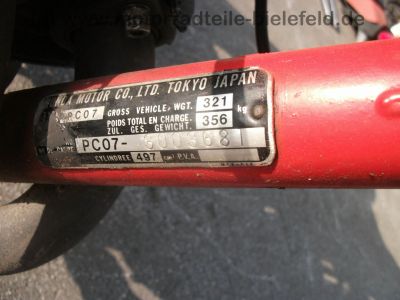 www.motorradteile-bielefeld.de
MOTOR CO., LTD. TOKYO JAPAN
PC07 GROSS VEHICLE, WGT. 321 kg
POIDS TOTAL EN CHARGE.
ZUL. GES. GEWICHT. 356
PC07-
CYLINDREE 497 P.V.A.